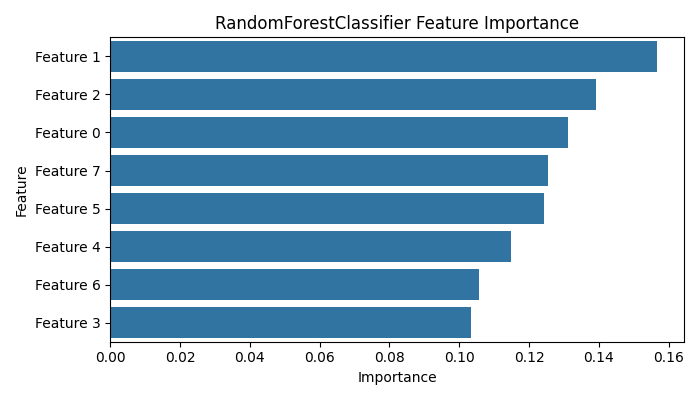 RandomForestClassifier Feature Importance
Feature 1
Feature 2
Feature 0
Feature 7
Feature 5
Feature 4
Feature 6
Feature 3
Feature
0.00 0.02 0.04 0.06 0.08 0.10 0.12 0.14 0.16
Importance